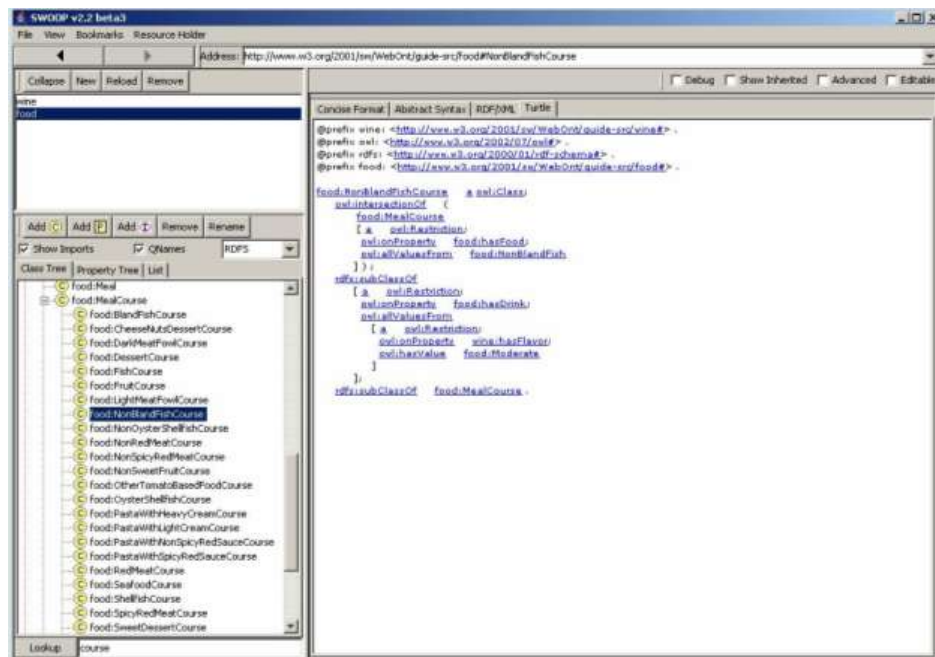 SWOOP v2.2 beta3
File View Bookmarks Resource Holder
Address: http://www.w3.org/2001/sw/WebOnt/guide-src/food#NonBlandFishCourse
Collapse New Reload Remove
Debug Show Inherited Advanced Editable
wine
food
Concise Format Abstract Syntax RDF/XML Turtle
@prefix wine: <http://www.w3.org/2001/sw/WebOnt/guide-src/wine#> .
@prefix owl: <http://www.w3.org/2002/07/owl#> .
@prefix rdfs: <http://www.w3.org/2000/01/rdf-schema#> .
@prefix food: <http://www.w3.org/2001/sw/WebOnt/guide-src/food#> .
food:NonBlandFishCourse a owl:Class;
owl:intersectionOf (
food:MealCourse
[ a owl:Restriction;
owl:onProperty food:hasFood;
owl:allValuesFrom food:NonBlandFish
] );
rdfs:subClassOf
[ a owl:Restriction;
owl:onProperty food:hasDrink;
owl:allValuesFrom
[ a owl:Restriction;
owl:onProperty wine:hasFlavor;
owl:hasValue food:Moderate
]
];
rdfs:subClassOf food:MealCourse .
Add C Add P Add I Remove Rename
Show Imports QNames RDFS
Class Tree Property Tree List
food:Meal
food:MealCourse
food:BlandFishCourse
food:CheeseNutsDessertCourse
food:DarkMeatFowlCourse
food:DessertCourse
food:FishCourse
food:FruitCourse
food:LightMeatFowlCourse
food:NonBlandFishCourse
food:NonOysterShellfishCourse
food:NonRedMeatCourse
food:NonSpicyRedMeatCourse
food:NonSweetFruitCourse
food:OtherTomatoBasedFoodCourse
food:OysterShellfishCourse
food:PastaWithHeavyCreamCourse
food:PastaWithLightCreamCourse
food:PastaWithNonSpicyRedSauceCourse
food:PastaWithSpicyRedSauceCourse
food:RedMeatCourse
food:SeafoodCourse
food:ShellfishCourse
food:SpicyRedMeatCourse
food:SweetDessertCourse
Lookup course